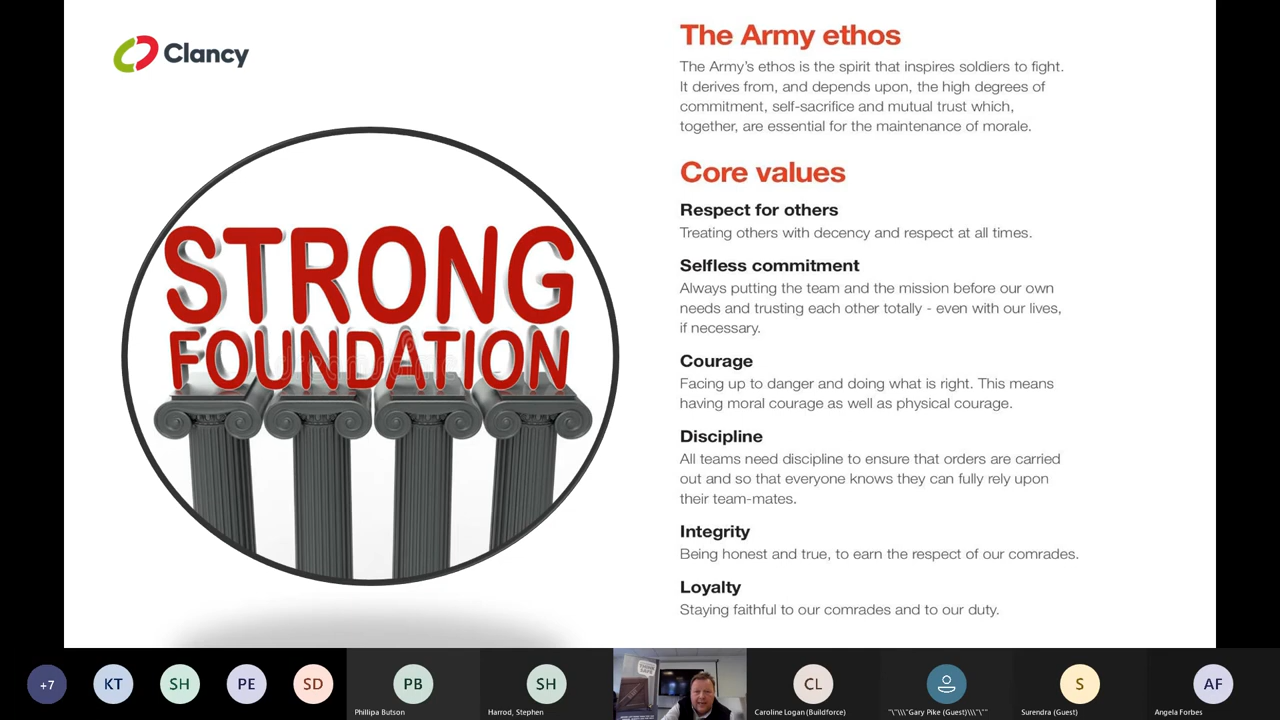 Clancy
STRONG
FOUNDATION
The Army ethos
The Army's ethos is the spirit that inspires soldiers to fight.
It derives from, and depends upon, the high degrees of
commitment, self-sacrifice and mutual trust which,
together, are essential for the maintenance of morale.
Core values
Respect for others
Treating others with decency and respect at all times.
Selfless commitment
Always putting the team and the mission before our own
needs and trusting each other totally - even with our lives,
if necessary.
Courage
Facing up to danger and doing what is right. This means
having moral courage as well as physical courage.
Discipline
All teams need discipline to ensure that orders are carried
out and so that everyone knows they can fully rely upon
their team-mates.
Integrity
Being honest and true, to earn the respect of our comrades.
Loyalty
Staying faithful to our comrades and to our duty.
+7
KT
SH
PE
SD
PB
Phillipa Butson
SH
Harrod, Stephen
CL
Caroline Logan (Buildforce)
"\"\\\"Gary Pike (Guest)\\\"\""
S
Surendra (Guest)
AF
Angela Forbes